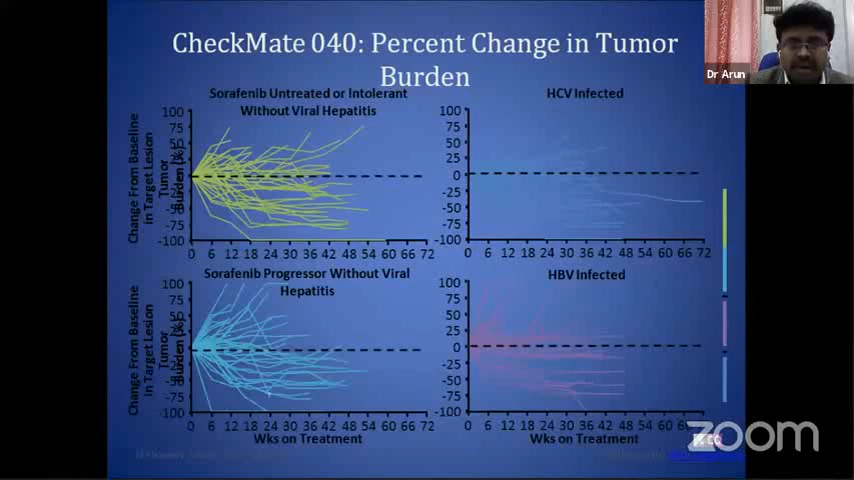 CheckMate 040: Percent Change in Tumor
Burden
Dr Arun
Sorafenib Untreated or Intolerant
Without Viral Hepatitis
HCV Infected
Change From Baseline
in Target Lesion
Tumor
Burden (%)
100
75
50
25
0
-25
-50
-75
-100
0 6 12 18 24 30 36 42 48 54 60 66 72
100
75
50
25
0
-25
-50
-75
-100
0 6 12 18 24 30 36 42 48 54 60 66 72
Sorafenib Progressor Without Viral
Hepatitis
HBV Infected
Change From Baseline
in Target Lesion
Tumor
Burden (%)
100
75
50
25
0
-25
-50
-75
-100
0 6 12 18 24 30 36 42 48 54 60 66 72
Wks on Treatment
100
75
50
25
0
-25
-50
-75
-100
0 6 12 18 24 30 36 42 48 54 60 66 72
Wks on Treatment
zoom